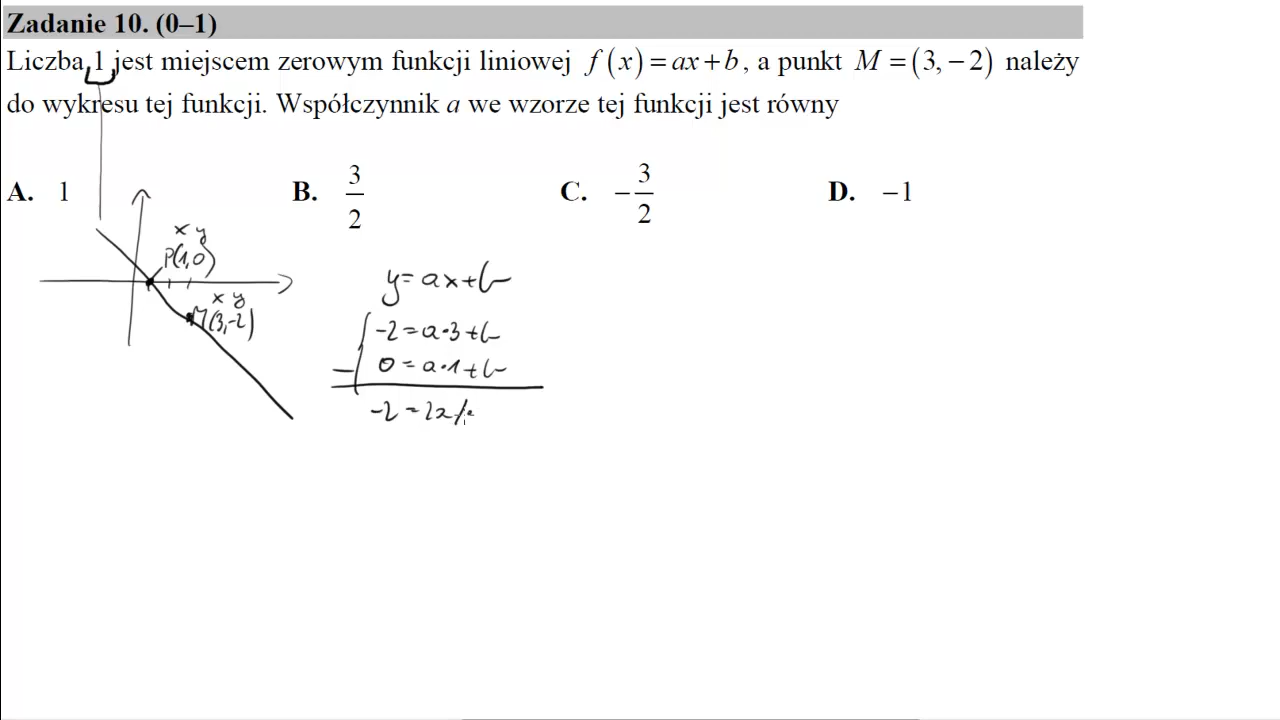 Zadanie 10. (0–1)
Liczba 1 jest miejscem zerowym funkcji liniowej f(x) = ax + b, a punkt M = (3, −2) należy
do wykresu tej funkcji. Współczynnik a we wzorze tej funkcji jest równy
A. 1 B. 3/2 C. −3/2 D. −1
x y
P(1,0)
x y
M(3,-2)
y=ax+b
-2=a·3+b
0=a·1+b
-2=2a/: